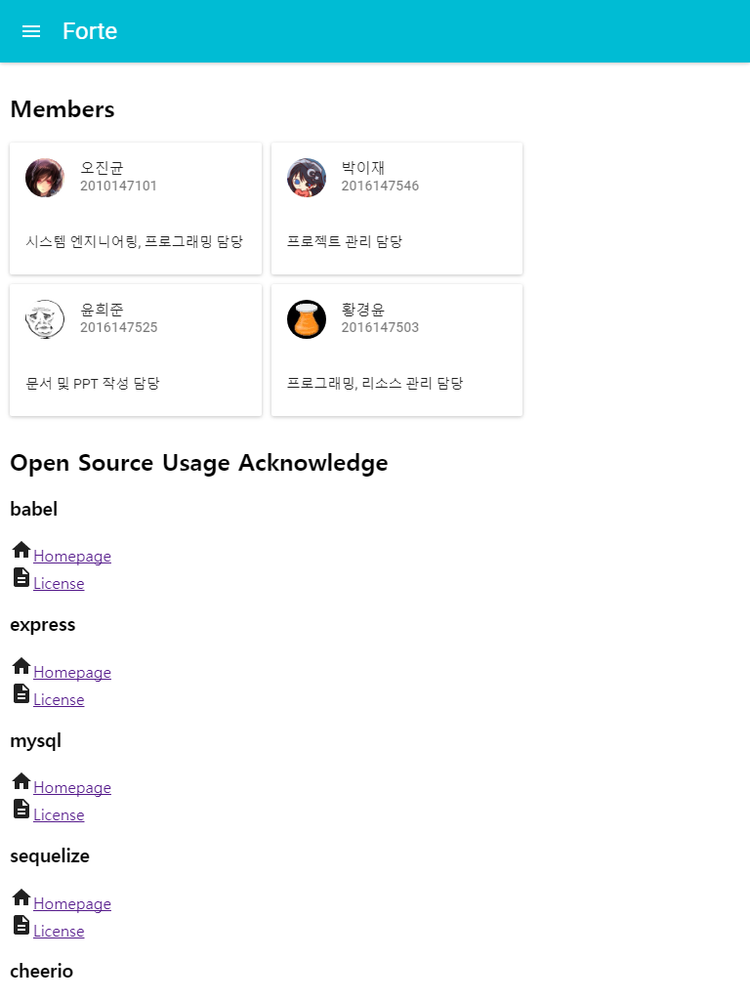 Forte
Members
오진균
2010147101
시스템 엔지니어링, 프로그래밍 담당
박이재
2016147546
프로젝트 관리 담당
윤희준
2016147525
문서 및 PPT 작성 담당
황경윤
2016147503
프로그래밍, 리소스 관리 담당
Open Source Usage Acknowledge
babel
Homepage
License
express
Homepage
License
mysql
Homepage
License
sequelize
Homepage
License
cheerio